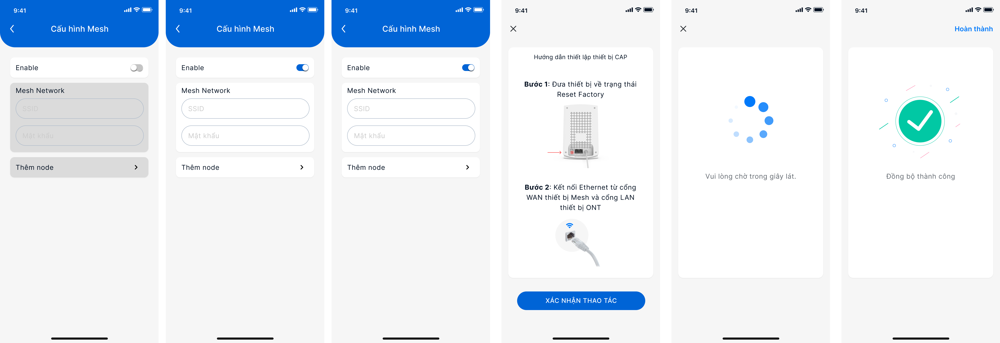 9:41
Cấu hình Mesh
Enable
Mesh Network
SSID
Mật khẩu
Thêm node
9:41
Cấu hình Mesh
Enable
Mesh Network
SSID
Mật khẩu
Thêm node
9:41
Cấu hình Mesh
Enable
Mesh Network
SSID
Mật khẩu
Thêm node
9:41
Hướng dẫn thiết lập thiết bị CAP
Bước 1: Đưa thiết bị về trạng thái
Reset Factory
Bước 2: Kết nối Ethernet từ cổng
WAN thiết bị Mesh và cổng LAN
thiết bị ONT
XÁC NHẬN THAO TÁC
9:41
Vui lòng chờ trong giây lát.
9:41
Hoàn thành
Đồng bộ thành công